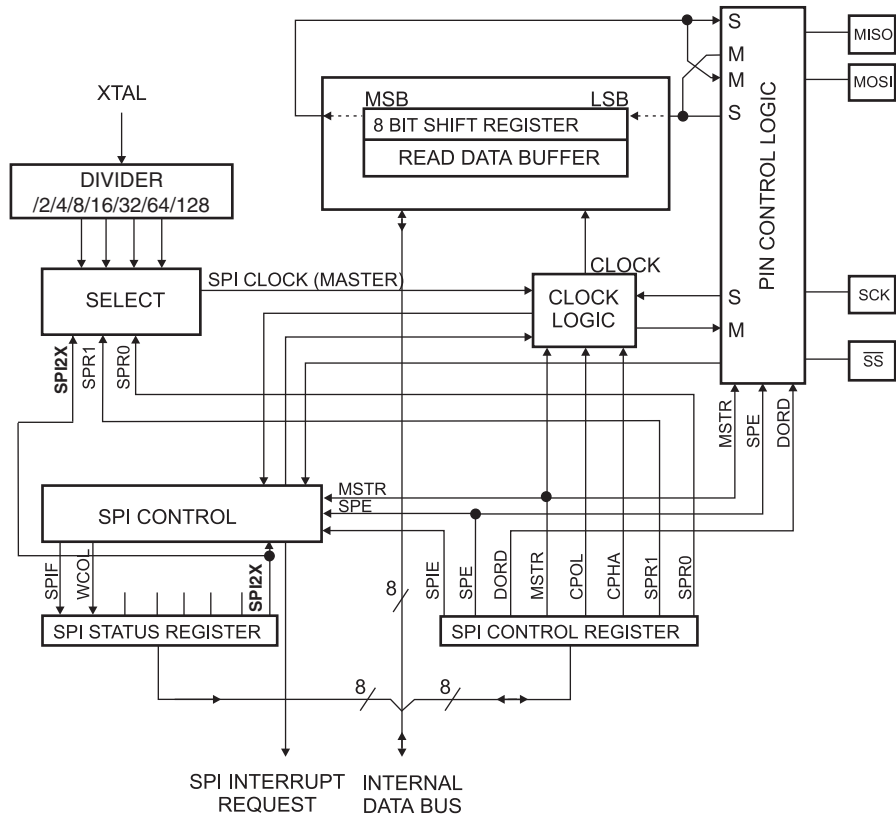 S
MISO
M
M
MOSI
S
PIN CONTROL LOGIC
XTAL
MSB
LSB
8 BIT SHIFT REGISTER
READ DATA BUFFER
DIVIDER
/2/4/8/16/32/64/128
SPI CLOCK (MASTER)
CLOCK
SELECT
CLOCK
LOGIC
S
M
SCK
SS
SPI2X
SPR1
SPR0
MSTR
SPE
DORD
SPI CONTROL
MSTR
SPE
SPIF
WCOL
SPI2X
8
SPIE
SPE
DORD
MSTR
CPOL
CPHA
SPR1
SPR0
SPI STATUS REGISTER
SPI CONTROL REGISTER
8
8
SPI INTERRUPT
REQUEST
INTERNAL
DATA BUS